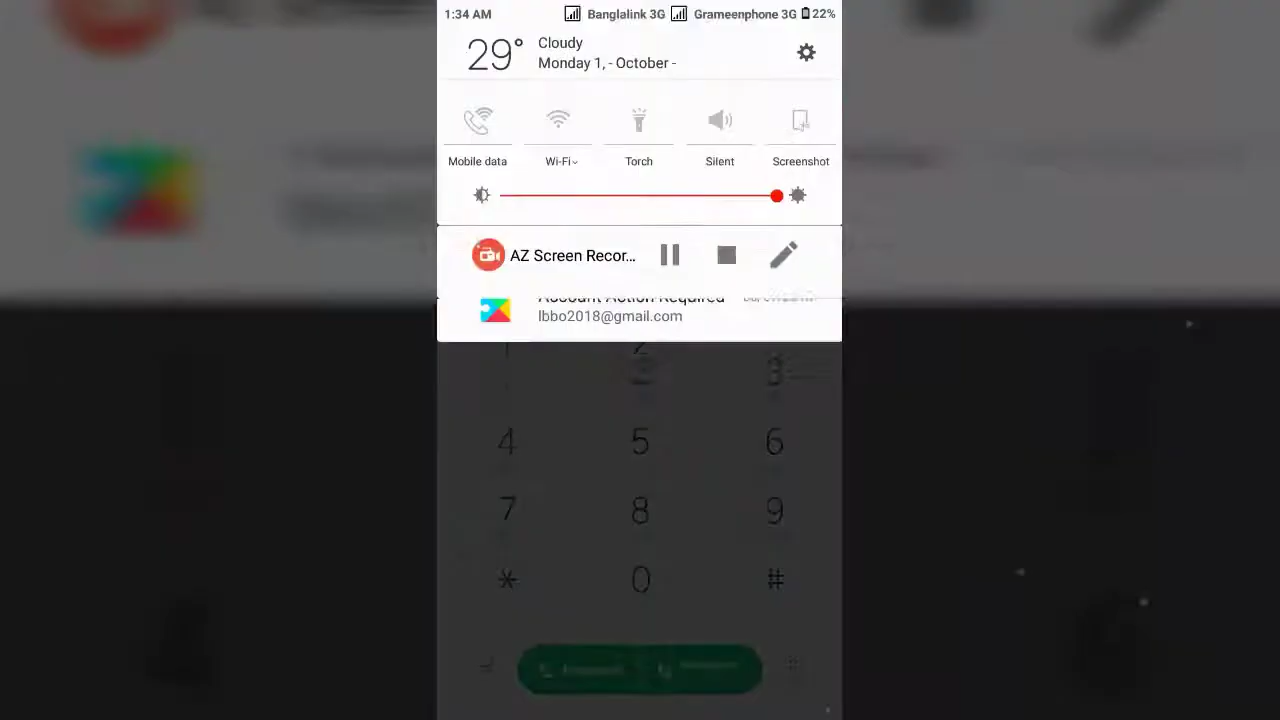 1:34 AM Banglalink 3G Grameenphone 3G 22%
29° Cloudy
Monday 1, - October -
Mobile data Wi-Fi Torch Silent Screenshot
AZ Screen Recor...
Account Action Required
lbbo2018@gmail.com
1 2 3
4 5 6
7 8 9
* 0 #